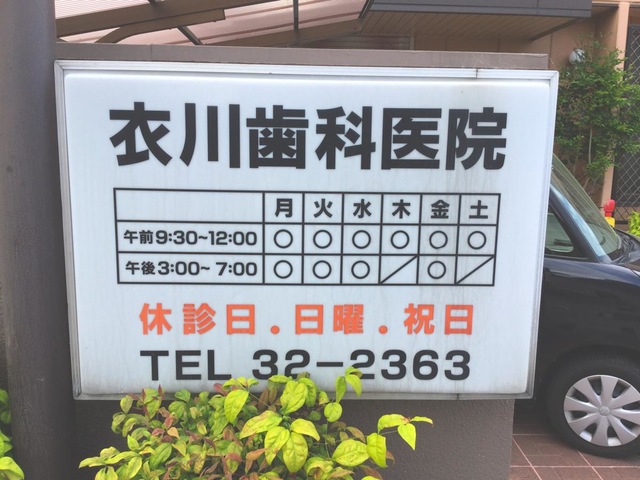 衣川歯科医院
月 火 水 木 金 土
午前 9:30~12:00 ○ ○ ○ ○ ○ ○
午後 3:00~ 7:00 ○ ○ ○ / ○ /
休診日.日曜.祝日
TEL 32-2363